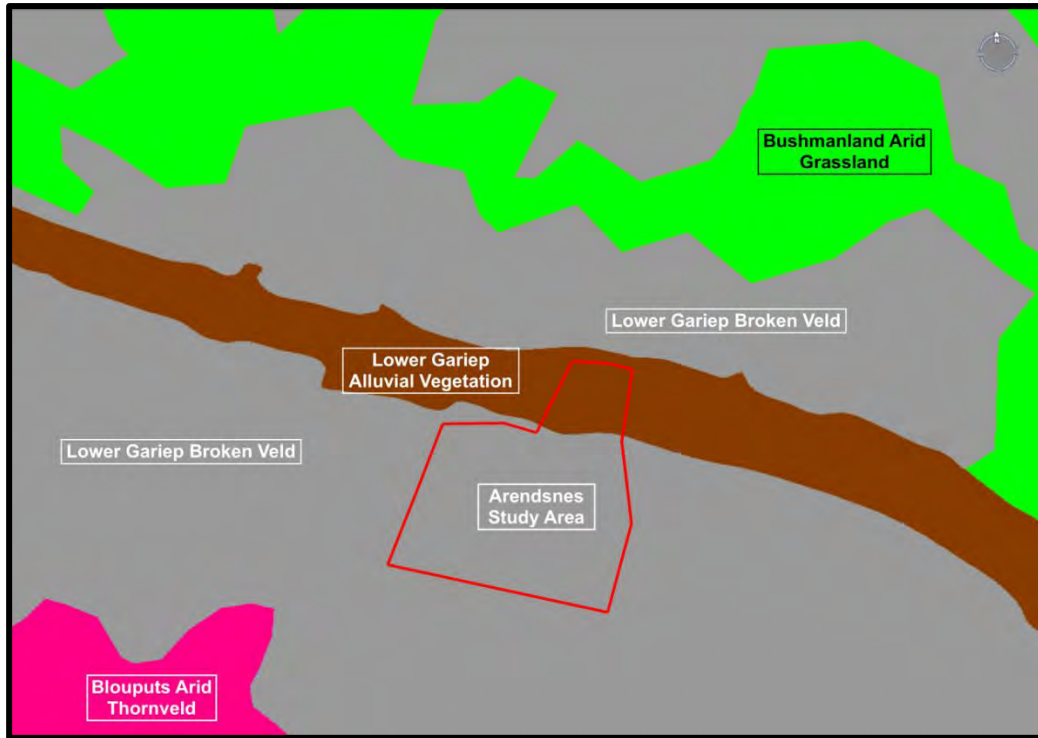 N
Bushmanland Arid
Grassland
Lower Gariep Broken Veld
Lower Gariep
Alluvial Vegetation
Lower Gariep Broken Veld
Arendsnes
Study Area
Blouputs Arid
Thornveld